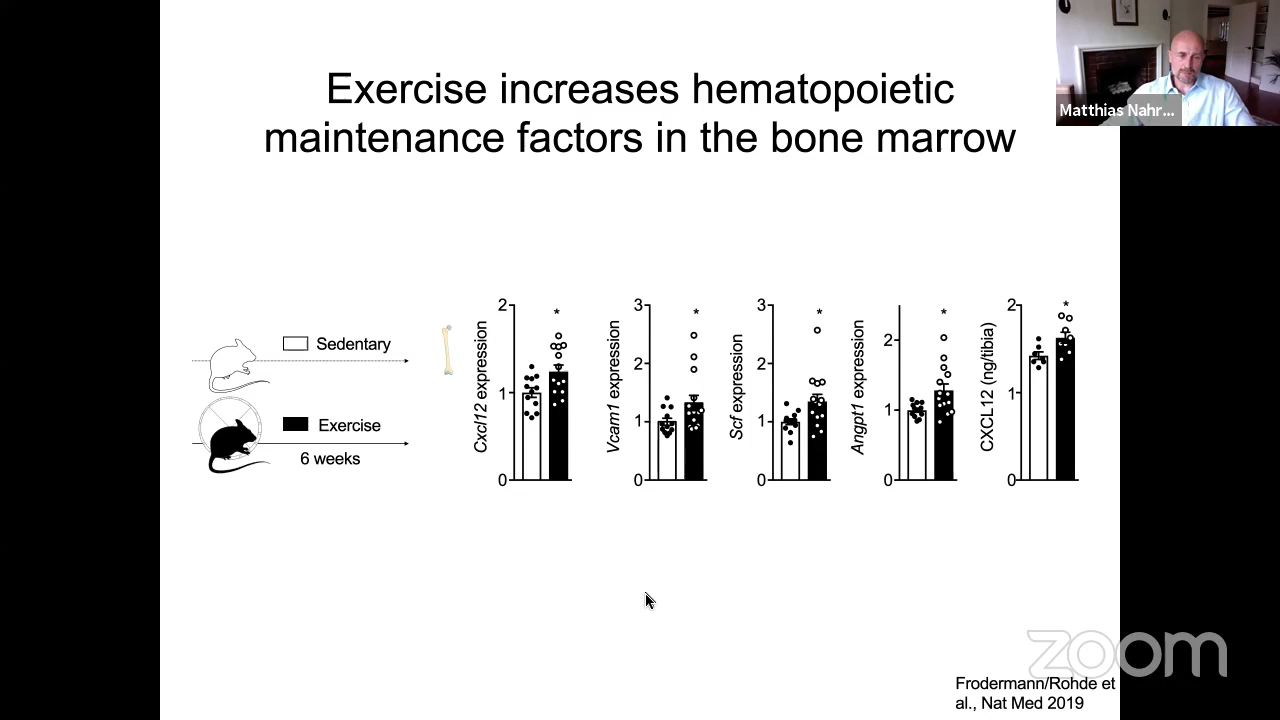 Exercise increases hematopoietic
maintenance factors in the bone marrow
Matthias Nahr...
Sedentary
Exercise
6 weeks
Cxcl12 expression
2
1
0
*
Vcam1 expression
3
2
1
0
*
Scf expression
3
2
1
0
*
Angpt1 expression
2
1
0
*
CXCL12 (ng/tibia)
2
1
0
*
zoom
Frodermann/Rohde et
al., Nat Med 2019